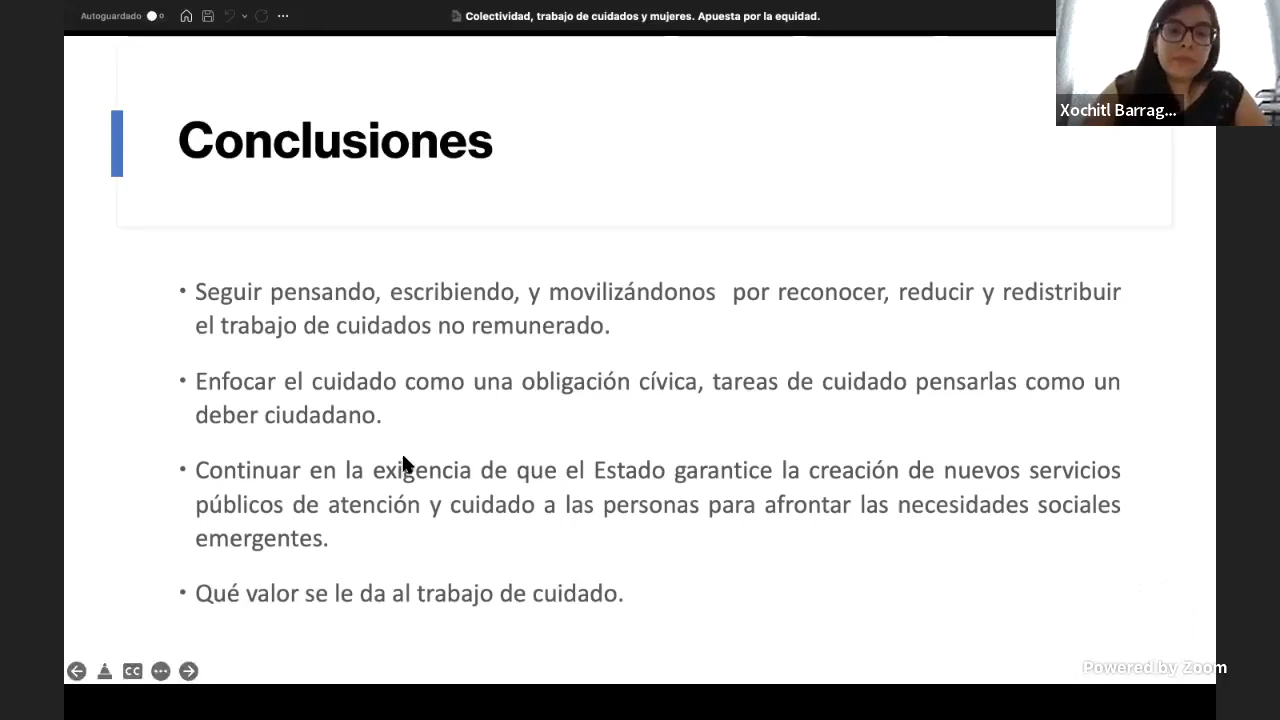 Autoguardado
Colectividad, trabajo de cuidados y mujeres. Apuesta por la equidad.
Xochitl Barrag...
Conclusiones
• Seguir pensando, escribiendo, y movilizándonos por reconocer, reducir y redistribuir
el trabajo de cuidados no remunerado.
• Enfocar el cuidado como una obligación cívica, tareas de cuidado pensarlas como un
deber ciudadano.
• Continuar en la exigencia de que el Estado garantice la creación de nuevos servicios
públicos de atención y cuidado a las personas para afrontar las necesidades sociales
emergentes.
• Qué valor se le da al trabajo de cuidado.
CC
Powered by Zoom